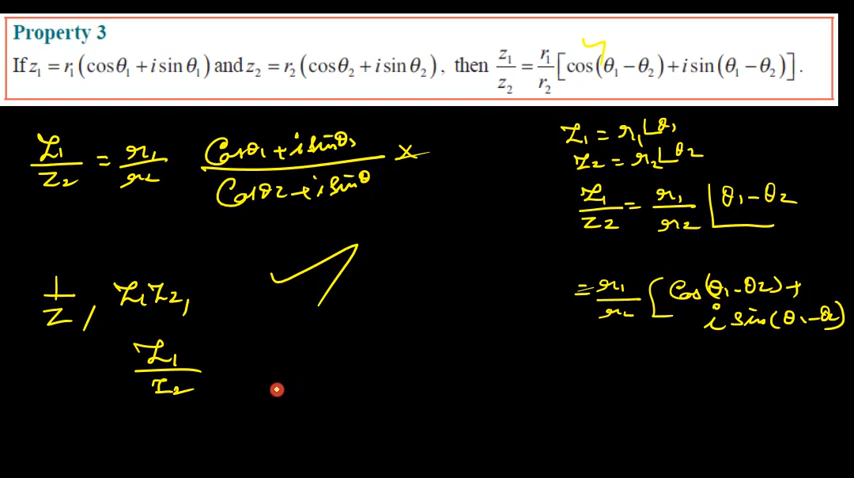 Property 3
If z₁ = r₁(cosθ₁ + i sinθ₁) and z₂ = r₂(cosθ₂ + i sinθ₂), then z₁/z₂ = r₁/r₂ [cos(θ₁ − θ₂) + i sin(θ₁ − θ₂)].
z₁/z₂ = r₁/r₂ (cosθ₁ + i sinθ₁)/(cosθ₂ + i sinθ) ×
1/z, z₁z₂,
z₁/z₂
z₁ = r₁∠θ₁
z₂ = r₂∠θ₂
z₁/z₂ = r₁/r₂ ∠θ₁ − θ₂
= r₁/r₂ [cos(θ₁ − θ₂) +
i sin(θ₁ − θ₂)